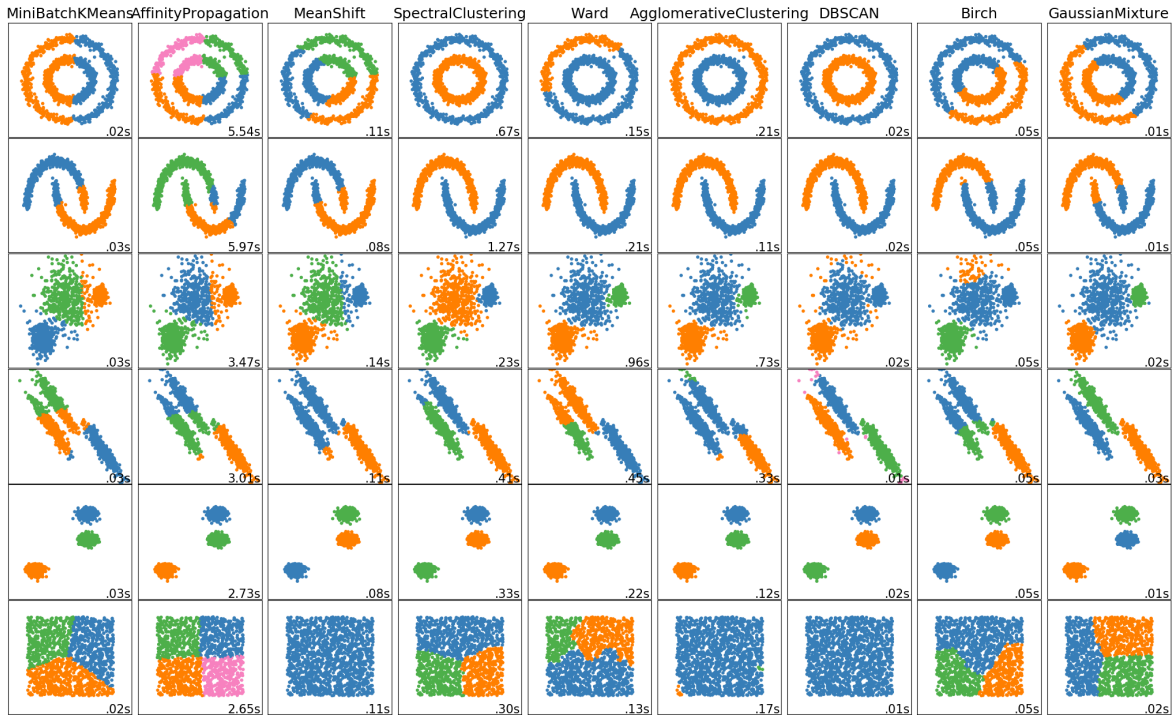 MiniBatchKMeans AffinityPropagation MeanShift SpectralClustering Ward AgglomerativeClustering DBSCAN Birch GaussianMixture
.02s 5.54s .11s .67s .15s .21s .02s .05s .01s
.03s 5.97s .08s 1.27s .21s .11s .02s .05s .01s
.03s 3.47s .14s .23s .96s .73s .02s .05s .02s
.03s 3.01s .11s .41s .45s .33s .01s .05s .03s
.03s 2.73s .08s .33s .22s .12s .02s .05s .01s
.02s 2.65s .11s .30s .13s .17s .01s .05s .02s